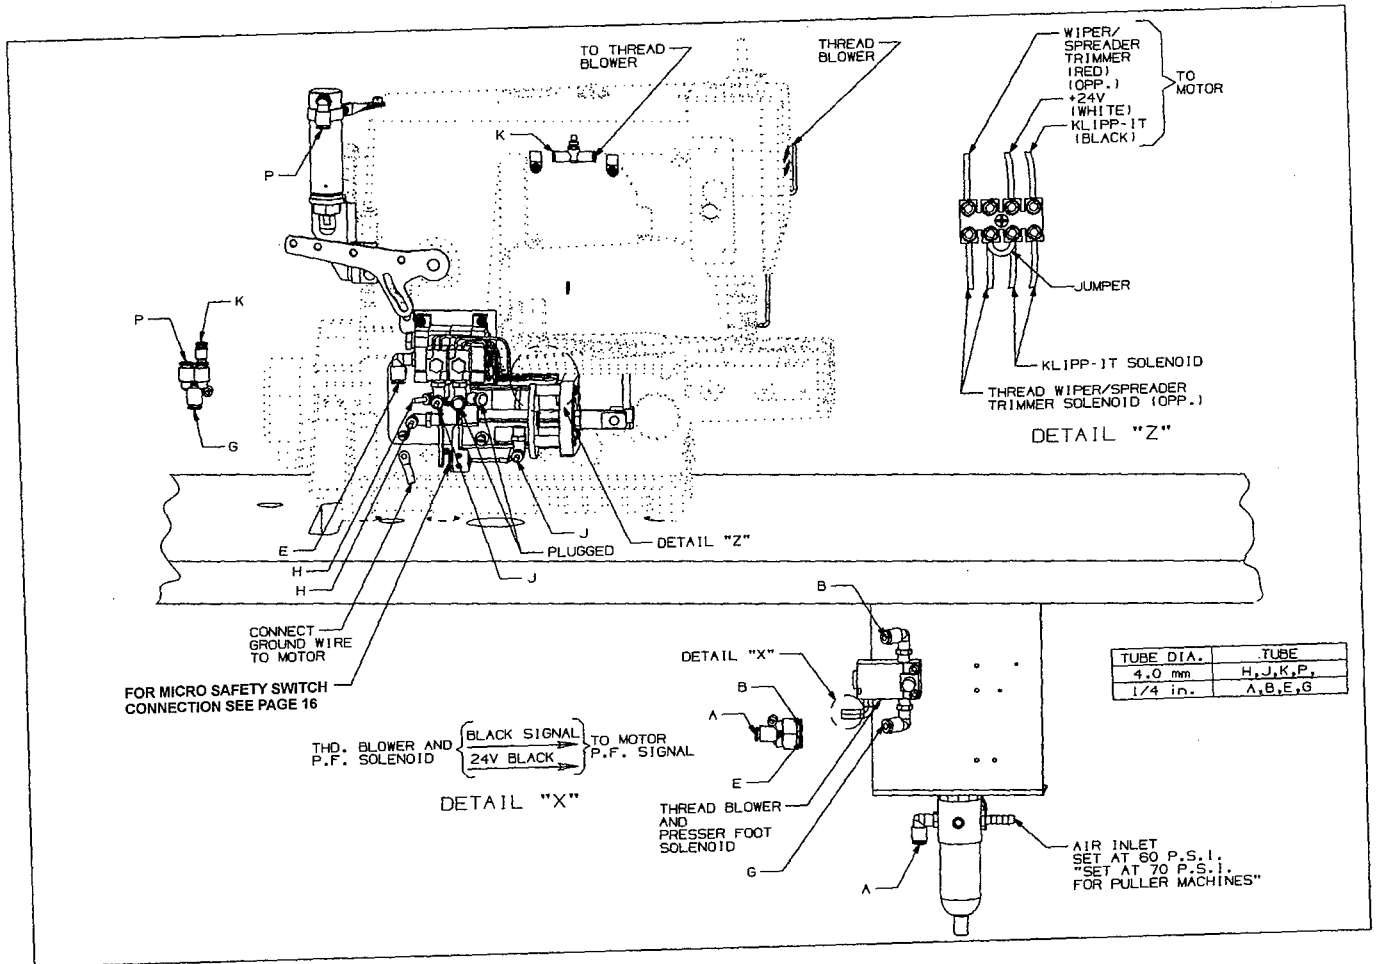 TO THREAD
BLOWER
THREAD
BLOWER
WIPER/
SPREADER
TRIMMER
(RED)
(OPP.)
+24V
(WHITE)
KLIPP-IT
(BLACK)
TO
MOTOR
K
P
JUMPER
KLIPP-IT SOLENOID
THREAD WIPER/SPREADER
TRIMMER SOLENOID (OPP.)
DETAIL "Z"
P
K
G
E
H
H
J
PLUGGED
J
DETAIL "Z"
CONNECT
GROUND WIRE
TO MOTOR
FOR MICRO SAFETY SWITCH
CONNECTION SEE PAGE 16
THD. BLOWER AND
P.F. SOLENOID
BLACK SIGNAL
24V BLACK
TO MOTOR
P.F. SIGNAL
DETAIL "X"
DETAIL "X"
B
A
E
B
THREAD BLOWER
AND
PRESSER FOOT
SOLENOID
G
A
AIR INLET
SET AT 60 P.S.I.
"SET AT 70 P.S.I.
FOR PULLER MACHINES"
TUBE DIA. TUBE
4.0 mm H,J,K,P,
1/4 in. A,B,E,G